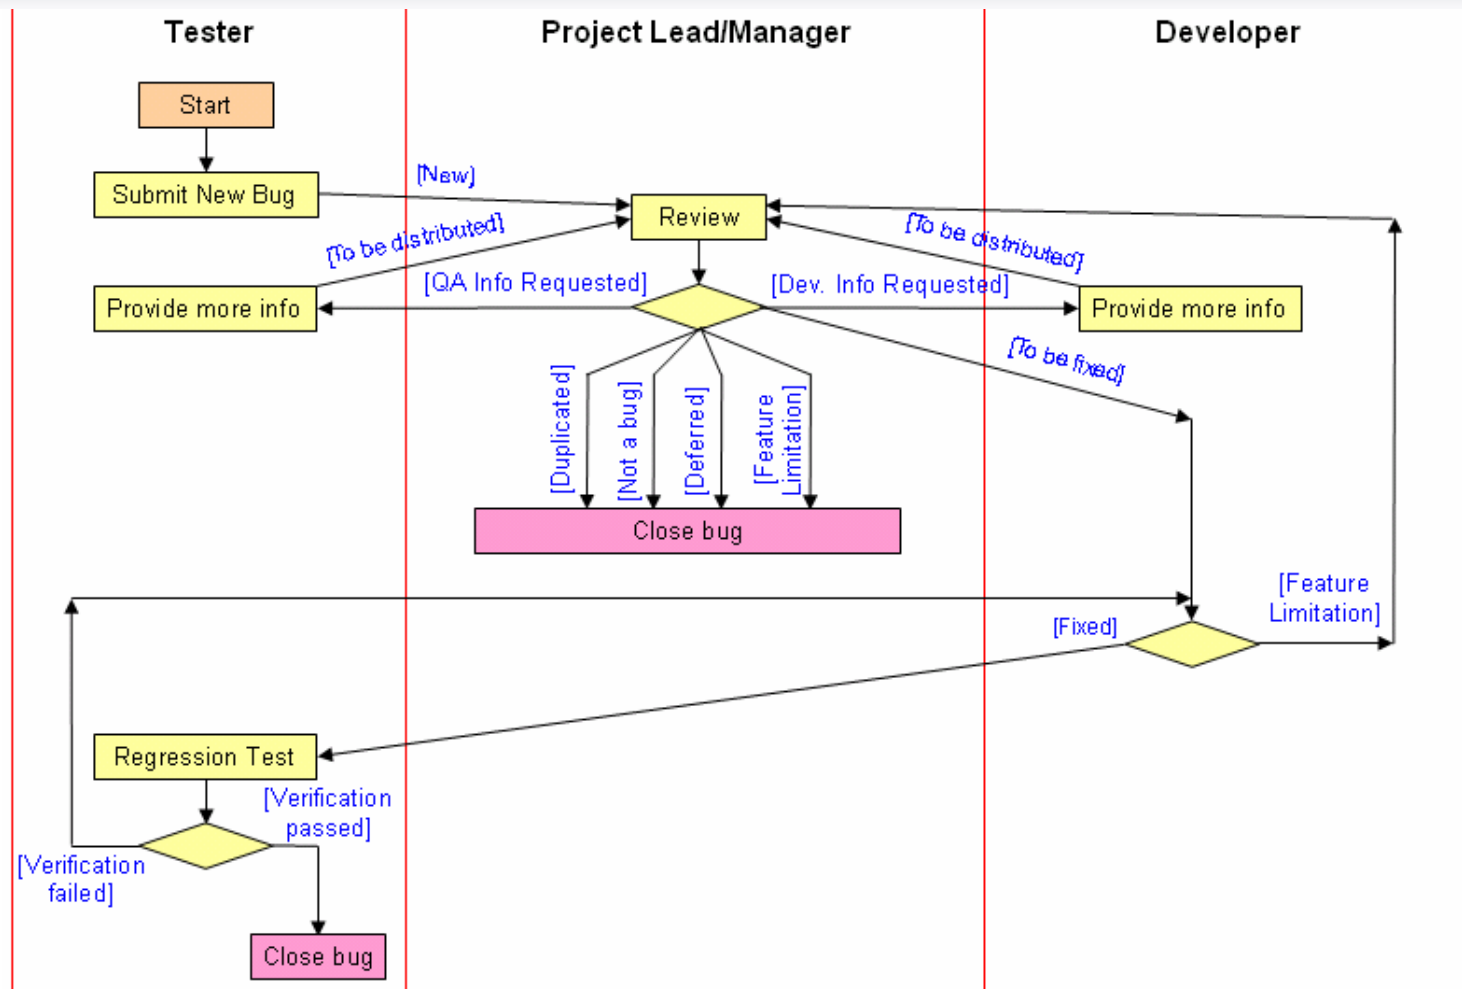 Tester
Project Lead/Manager
Developer
Start
Submit New Bug
[New]
Review
[To be distributed]
[To be distributed]
[QA Info Requested]
[Dev. Info Requested]
Provide more info
Provide more info
[To be fixed]
[Duplicated]
[Not a bug]
[Deferred]
[Feature
Limitation]
Close bug
[Feature
Limitation]
[Fixed]
Regression Test
[Verification
passed]
[Verification
failed]
Close bug